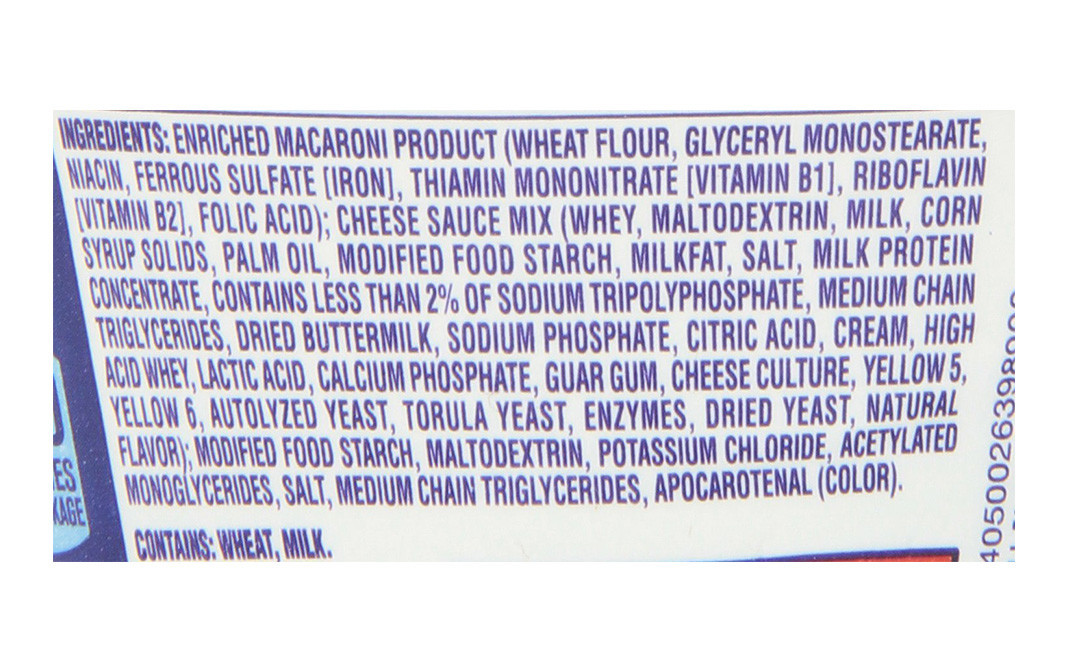 INGREDIENTS: ENRICHED MACARONI PRODUCT (WHEAT FLOUR, GLYCERYL MONOSTEARATE,
NIACIN, FERROUS SULFATE [IRON], THIAMIN MONONITRATE [VITAMIN B1], RIBOFLAVIN
[VITAMIN B2], FOLIC ACID); CHEESE SAUCE MIX (WHEY, MALTODEXTRIN, MILK, CORN
SYRUP SOLIDS, PALM OIL, MODIFIED FOOD STARCH, MILKFAT, SALT, MILK PROTEIN
CONCENTRATE, CONTAINS LESS THAN 2% OF SODIUM TRIPOLYPHOSPHATE, MEDIUM CHAIN
TRIGLYCERIDES, DRIED BUTTERMILK, SODIUM PHOSPHATE, CITRIC ACID, CREAM, HIGH
ACID WHEY, LACTIC ACID, CALCIUM PHOSPHATE, GUAR GUM, CHEESE CULTURE, YELLOW 5,
YELLOW 6, AUTOLYZED YEAST, TORULA YEAST, ENZYMES, DRIED YEAST, NATURAL
FLAVOR); MODIFIED FOOD STARCH, MALTODEXTRIN, POTASSIUM CHLORIDE, ACETYLATED
MONOGLYCERIDES, SALT, MEDIUM CHAIN TRIGLYCERIDES, APOCAROTENAL (COLOR).
CONTAINS: WHEAT, MILK.